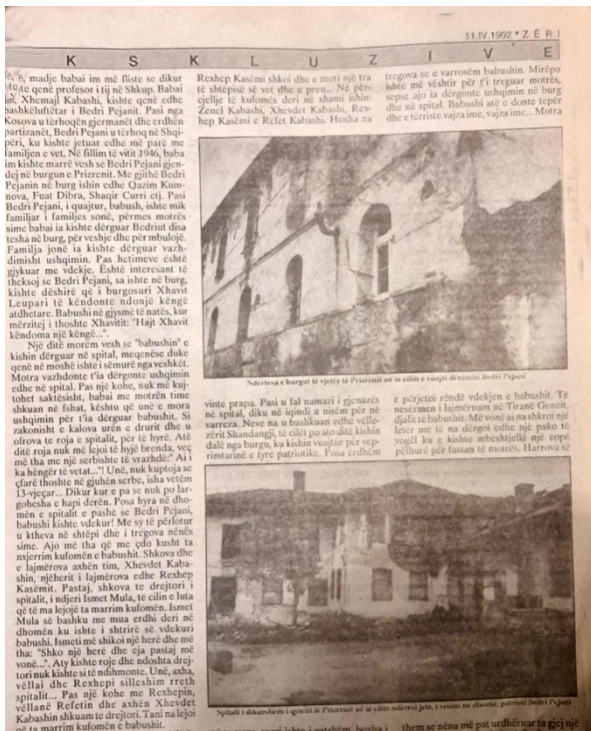 11.IV.1992 * ZËRI
K S K L U Z I V E
madje babai im më fliste se dikur
te qenë profesor i tij në Shkup. Babai
im, Xhemajl Kabashi, kishte qenë edhe
bashkëluftëtar i Bedri Pejanit. Pasi nga
Kosova u tërhoqën gjermanët dhe erdhën
partizanët, Bedri Pejani u tërhoq në Shqi-
përi, ku kishte jetuar edhe më parë me
familjen e vet. Në fillim të vitit 1946, baba
im kishte marrë vesh se Bedri Pejani gjen-
dej në burgun e Prizrenit. Me gjithë Bedri
Pejanin në burg ishin edhe Qazim Kum-
nova, Fuat Dibra, Shaqir Curri etj. Pasi
Bedri Pejani, i quajtur, babush, ishte mik
familjar i familjes sonë, përmes motrës
sime babai ia kishte dërguar Bedriut disa
tesha në burg, për veshje dhe për mbulojë.
Familja jonë ia kishte dërguar vazh-
dimisht ushqimin. Pas hetimeve është
gjykuar me vdekje. Është interesant të
theksoj se Bedri Pejani, sa ishte në burg,
kishte dëshirë që i burgosuri Xhavit
Leupari të këndonte ndonjë këngë
atdhetare. Babushi në gjysmë të natës, kur
mërzitej i thoshte Xhavitit: "Hajt Xhavit
këndoma një këngë...".
Një ditë morëm vesh se "babushin" e
kishin dërguar në spital, meqenëse duke
qenë në moshë ishte i sëmurë nga veshkët.
Motra vazhdonte t'ia dërgonte ushqimin
edhe në spital. Pas një kohe, nuk më kuj-
tohet saktësisht, babai me motrën time
shkuan në fshat, kështu që unë e mora
ushqimin për t'ia dërguar babushit. Si
zakonisht e kalova urën e drurit dhe u
ofrova te roja e spitalit, për të hyrë. Atë
ditë roja nuk më lejoi të hyjë brenda, veç
më tha me një serbishte të vrazhdë:" Ai i
ka hëngër të vetat..."! Unë, nuk kuptoja se
çfarë thoshte në gjuhën serbe, isha vetëm
13-vjeçar... Dikur kur e pa se nuk po lar-
gohesha e hapi derën. Posa hyra në dho-
mën e spitalit e pashë se Bedri Pejani,
babushi kishte vdekur! Me sy të përlotur
u ktheva në shtëpi dhe i tregova nënës
sime. Ajo më tha që me çdo kusht ta
nxjerrim kufomën e babushit. Shkova dhe
e lajmërova axhën tim, Xhevdet Kaba-
shin, njëherit i lajmërova edhe Rexhep
Kasëmit. Pastaj, shkova te drejtori i
spitalit, i ndjeri Ismet Mula, të cilin e luta
që të ma lejojë ta marrim kufomën. Ismet
Mula së bashku me mua erdhi deri në
dhomën ku ishte i shtrirë së vdekuri
babushi. Ismeti më shikoi një herë dhe më
tha: "Shko një herë dhe eja pastaj më
vonë...". Aty kishte roje dhe ndoshta drej-
tori nuk kishte si të ndihmonte. Unë, axha,
vëllai dhe Rexhepi silleshim rreth
spitalit... Pas një kohe me Rexhepin,
vëllanë Refetin dhe axhën Xhevdet
Kabashin shkuam te drejtori. Tani na lejoi
që ta marrim kufomën e babushit.
Rexhep Kasëmi shkoi dhe e mori një tra
të shtëpisë së vet dhe e preu... Në për-
cjellje të kufomës deri në xhami ishin:
Zenel Kabashi, Xhevdet Kabashi, Rex-
hep Kasëmi e Refet Kabashi. Hoxha na
tregova se e varrosëm babushin. Mirëpo
ishte më vështir për t'i treguar motrës,
sepse ajo ia dërgonte ushqimin në burg
dhe në spital. Babushi atë e donte tepër
dhe e tërriste vajza ime, vajza ime... Motra
Ndërtesa e burgut të vjetër të Prizrenit në të cilin e vuajti dënimin Bedri Pejani
vinte prapa. Pasi u fal namazi i gjenazës
në spital, diku në iqindi u nisëm për në
varreza. Neve na u bashkuan edhe velle-
zërit Shandangji, të cilët po ato ditë kishin
dalë nga burgu, ku kishin vuajtur për vep-
rimtarinë e tyre patriotike. Posa erdhëm
e përjetoi rëndë vdekjen e babushit. Të
nesërmen i lajmëruam në Tiranë Gencit,
djalit të babushit. Më vonë ai na shkroi një
letër me të na dërgoi edhe një pako të
vogël ku e kishte mbështjellë një copë
pëlhurë për fustan të motrës. Harrova të
Spitali i dikurshëm i qytetit të Prizrenit në të cilin ndërroi jetë, i vetëm në dhomë, patrioti Bedri Pejani
hoxha i
them se nëna më pat urdhëruar ta gjej një